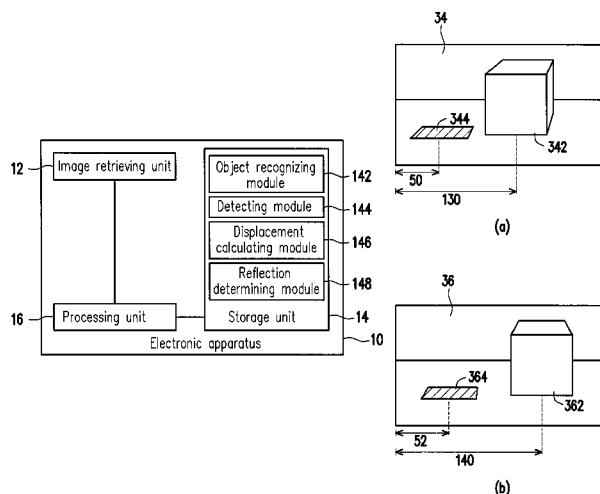 12
Image retrieving unit
Object recognizing
module
142
Detecting module
144
Displacement
calculating module
146
Reflection
determining module
148
16
Processing unit
Storage unit
14
Electronic apparatus
10
34
344
342
50
130
(a)
36
364
362
52
140
(b)